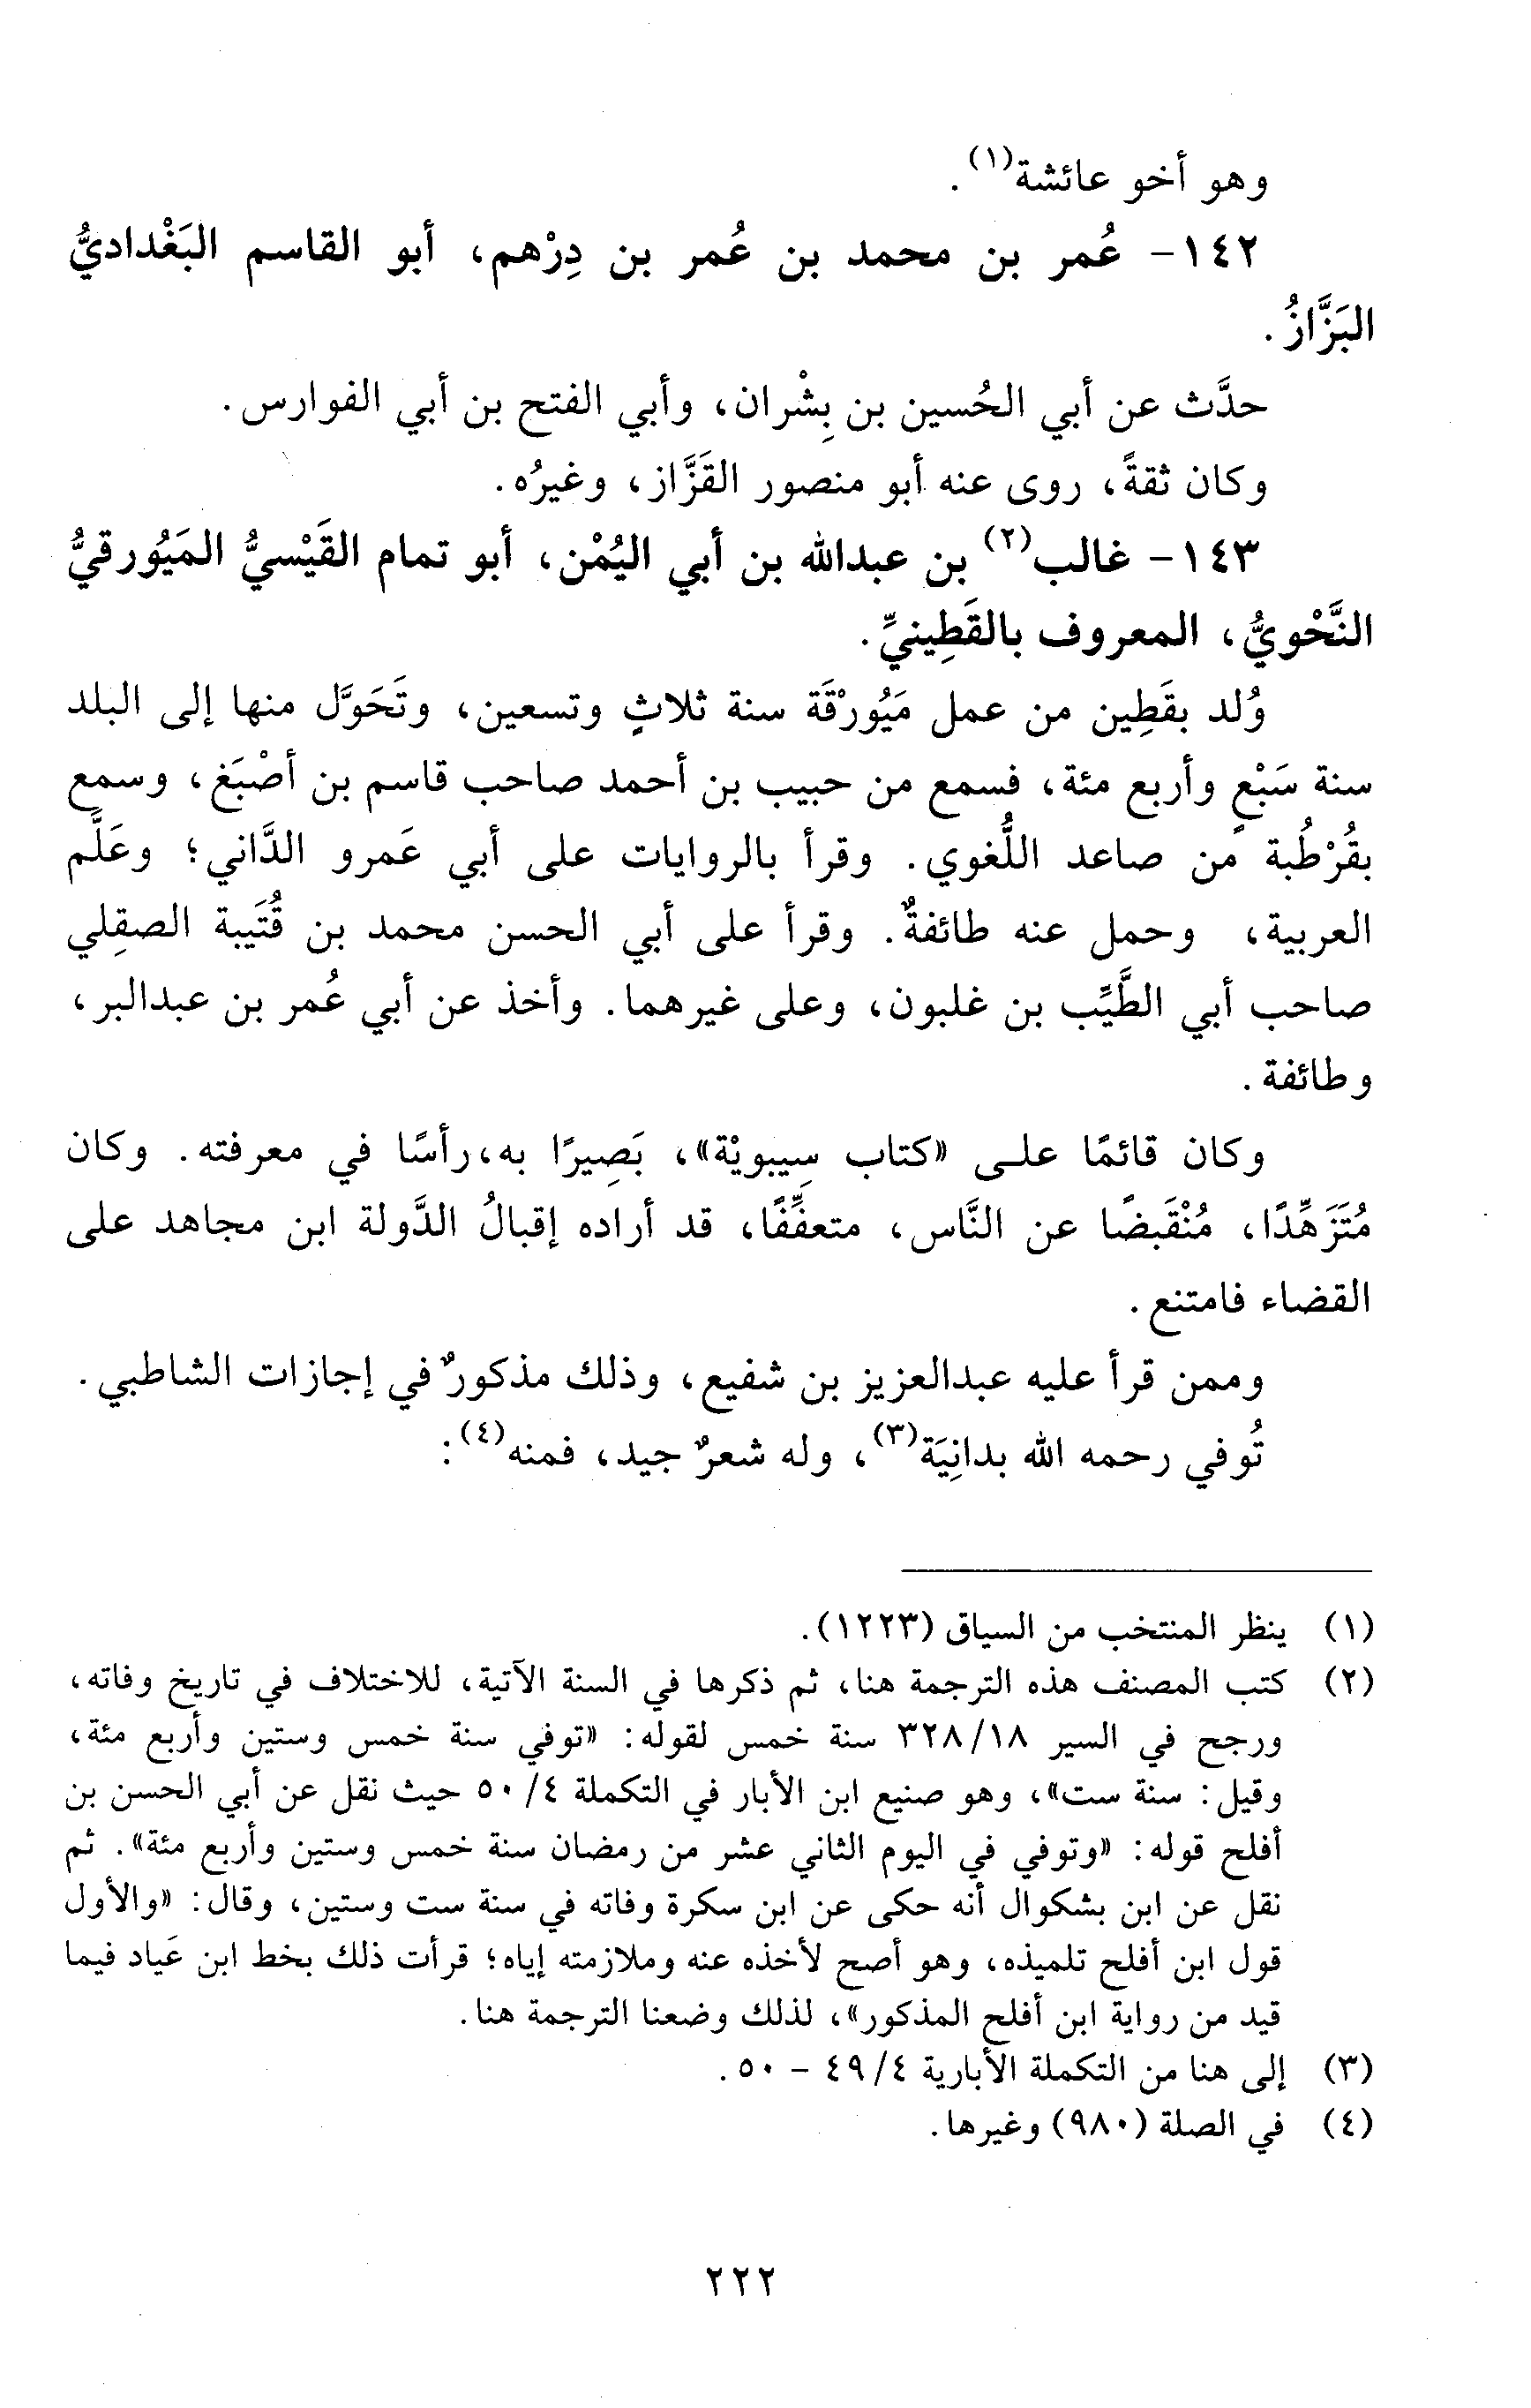 وهو أخو عائشة(١).
١٤٢- عُمر بن محمد بن عُمر بن دِرْهم، أبو القاسم البَغْداديُّ
البَزَّازُ.
حدَّث عن أبي الحُسين بن بِشْران، وأبي الفتح بن أبي الفوارس.
وكان ثقةً، روى عنه أبو منصور القَزَّاز، وغيرُه.
١٤٣- غالب(٢) بن عبدالله بن أبي اليُمْن، أبو تمام القَيْسيُّ المَيُورقيُّ
النَّحْويُّ، المعروف بالقَطِينيِّ.
وُلد بقَطِين من عمل مَيُورْقَة سنة ثلاثٍ وتسعين، وتَحَوَّل منها إلى البلد
سنة سَبْعٍ وأربع مئة، فسمع من حبيب بن أحمد صاحب قاسم بن أصْبَغ، وسمع
بقُرْطُبة من صاعد اللُّغوي. وقرأ بالروايات على أبي عَمرو الدَّاني؛ وعَلَّم
العربية، وحمل عنه طائفةٌ. وقرأ على أبي الحسن محمد بن قُتَيبة الصقِلي
صاحب أبي الطَّيِّب بن غلبون، وعلى غيرهما. وأخذ عن أبي عُمر بن عبدالبر،
وطائفة.
وكان قائمًا على «كتاب سِيبويْة»، بَصِيرًا به،رأسًا في معرفته. وكان
مُتَزَهِّدًا، مُنْقَبضًا عن النَّاس، متعفِّفًا، قد أراده إقبالُ الدَّولة ابن مجاهد على
القضاء فامتنع.
وممن قرأ عليه عبدالعزيز بن شفيع، وذلك مذكورٌ في إجازات الشاطبي.
تُوفي رحمه الله بدانِيَة(٣)، وله شعرٌ جيد، فمنه(٤):
(١) ينظر المنتخب من السياق (١٢٢٣).
(٢) كتب المصنف هذه الترجمة هنا، ثم ذكرها في السنة الآتية، للاختلاف في تاريخ وفاته،
ورجح في السير ٣٢٨/١٨ سنة خمس لقوله: «توفي سنة خمس وستين وأربع مئة،
وقيل: سنة ست»، وهو صنيع ابن الأبار في التكملة ٤/ ٥٠ حيث نقل عن أبي الحسن بن
أفلح قوله: «وتوفي في اليوم الثاني عشر من رمضان سنة خمس وستين وأربع مئة». ثم
نقل عن ابن بشكوال أنه حكى عن ابن سكرة وفاته في سنة ست وستين، وقال: «والأول
قول ابن أفلح تلميذه، وهو أصح لأخذه عنه وملازمته إياه؛ قرأت ذلك بخط ابن عَياد فيما
قيد من رواية ابن أفلح المذكور»، لذلك وضعنا الترجمة هنا.
(٣) إلى هنا من التكملة الأبارية ٤٩/٤ - ٥٠.
(٤) في الصلة (٩٨٠) وغيرها.
٢٢٢